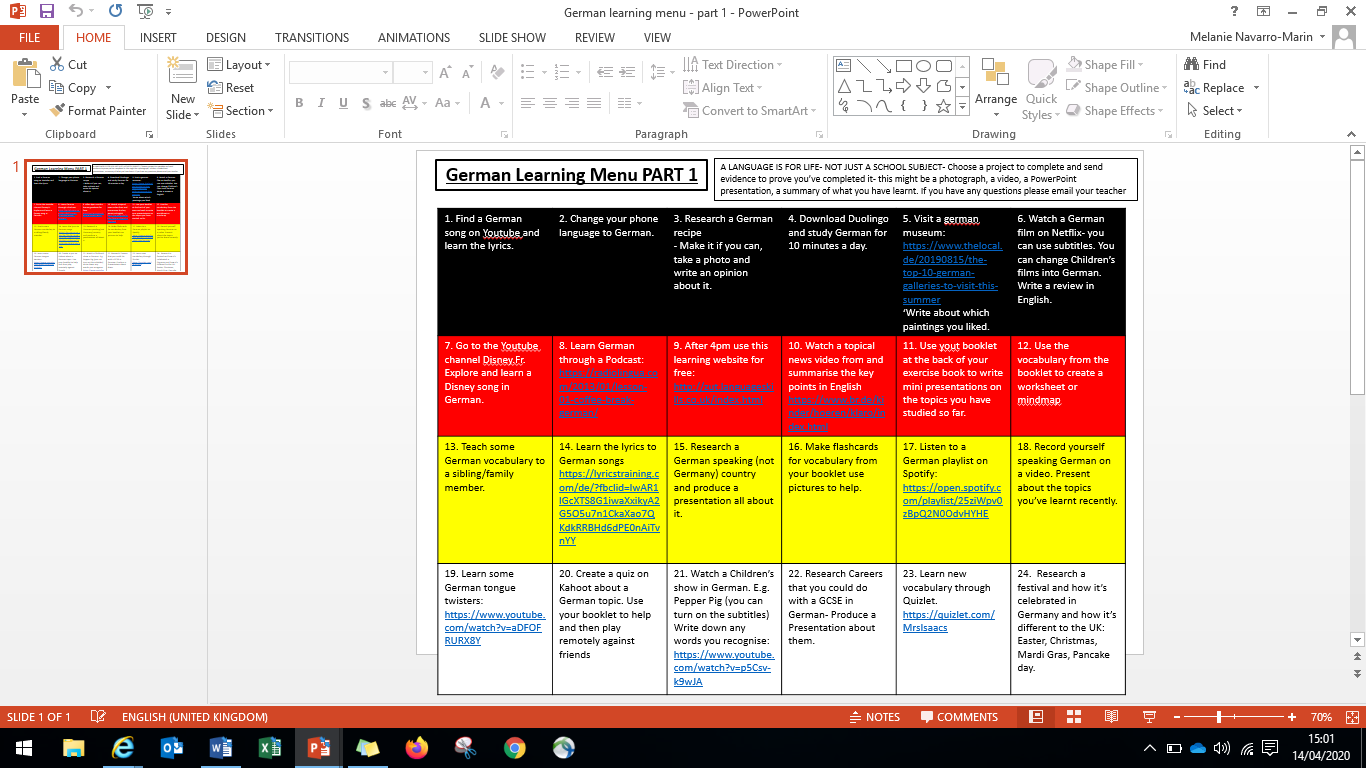 German learning menu - part 1 - PowerPoint
FILE HOME INSERT DESIGN TRANSITIONS ANIMATIONS SLIDE SHOW REVIEW VIEW Melanie Navarro-Marin
Paste
Cut
Copy
Format Painter
Clipboard
New
Slide
Layout
Reset
Section
Slides
B I U S abc AV Aa A
Font
Text Direction
Align Text
Convert to SmartArt
Paragraph
Arrange
Quick
Styles
Shape Fill
Shape Outline
Shape Effects
Drawing
Find
Replace
Select
Editing
1
German Learning Menu PART 1
A LANGUAGE IS FOR LIFE- NOT JUST A SCHOOL SUBJECT- Choose a project to complete and send
evidence to prove you've completed it- this might be a photograph, a video, a PowerPoint
presentation, a summary of what you have learnt. If you have any questions please email your teacher
1. Find a German
song on Youtube and
learn the lyrics.
2. Change your phone
language to German.
3. Research a German
recipe
- Make it if you can,
take a photo and
write an opinion
about it.
4. Download Duolingo
and study German for
10 minutes a day.
5. Visit a german
museum:
https://www.thelocal.
de/20190815/the-
top-10-german-
galleries-to-visit-this-
summer
‘Write about which
paintings you liked.
6. Watch a German
film on Netflix- you
can use subtitles. You
can change Children’s
films into German.
Write a review in
English.
7. Go to the Youtube
channel Disney Fr.
Explore and learn a
Disney song in
German.
8. Learn German
through a Podcast:
9. After 4pm use this
learning website for
free:
10. Watch a topical
news video from and
summarise the key
points in English
11. Use yout booklet
at the back of your
exercise book to write
mini presentations on
the topics you have
studied so far.
12. Use the
vocabulary from the
booklet to create a
worksheet or
mindmap
13. Teach some
German vocabulary to
a sibling/family
member.
14. Learn the lyrics to
German songs
https://lyricstraining.c
om/de/?fbclid=IwAR1
IGcXTS8G1iwaXxikyA2
G5O5u7n1CkaXao7Q
KdkRRBHd6dPE0nAiTv
nYY
15. Research a
German speaking (not
Germany) country
and produce a
presentation all about
it.
16. Make flashcards
for vocabulary from
your booklet use
pictures to help.
17. Listen to a
German playlist on
Spotify:
https://open.spotify.c
om/playlist/25ziWpv0
zBpQ2N0OdvHYHE
18. Record yourself
speaking German on
a video. Present
about the topics
you’ve learnt recently.
19. Learn some
German tongue
twisters:
https://www.youtube.
com/watch?v=aDFOF
RURX8Y
20. Create a quiz on
Kahoot about a
German topic. Use
your booklet to help
and then play
remotely against
friends
21. Watch a Children’s
show in German. E.g.
Pepper Pig (you can
turn on the subtitles)
Write down any
words you recognise:
https://www.youtube.
com/watch?v=p5Csv-
k9wJA
22. Research Careers
that you could do
with a GCSE in
German- Produce a
Presentation about
them.
23. Learn new
vocabulary through
Quizlet.
https://quizlet.com/
MrsIsaacs
24. Research a
festival and how it’s
celebrated in
Germany and how it’s
different to the UK:
Easter, Christmas,
Mardi Gras, Pancake
day.
SLIDE 1 OF 1 ENGLISH (UNITED KINGDOM) NOTES COMMENTS 70%
15:01
14/04/2020